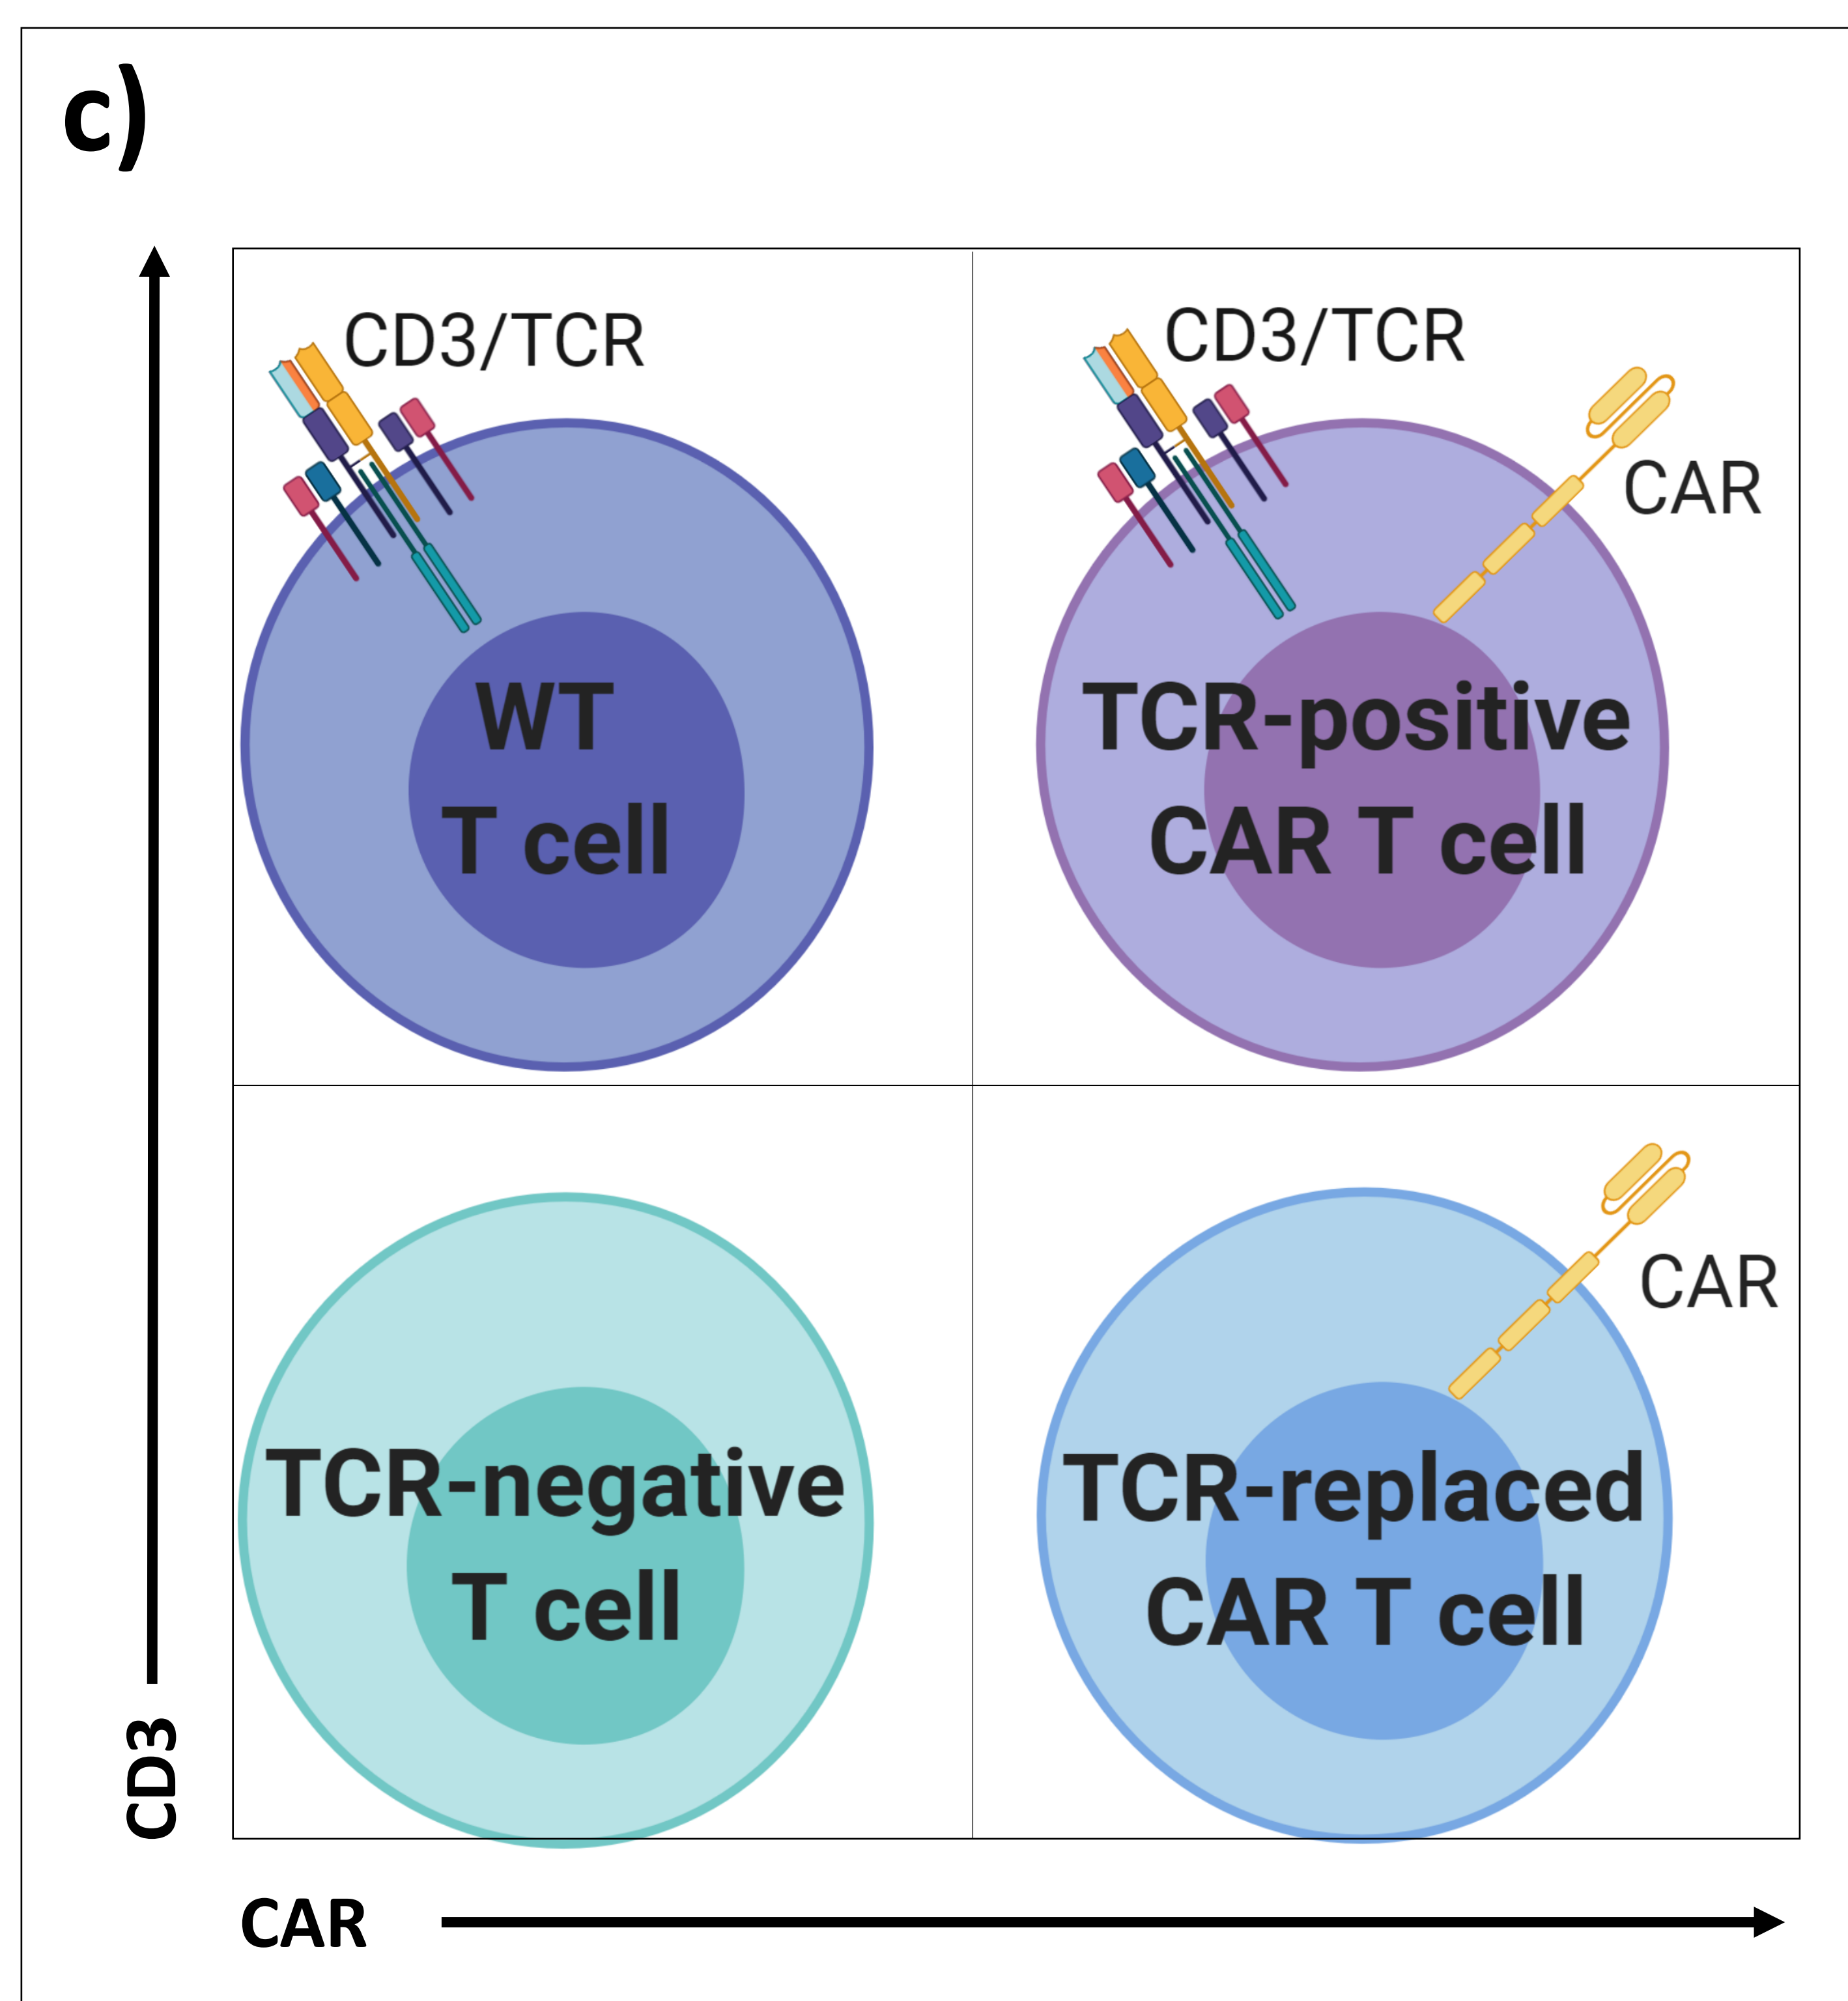 c)
CD3/TCR
CD3/TCR
CAR
WT
T cell
TCR-positive
CAR T cell
CAR
TCR-negative
T cell
TCR-replaced
CAR T cell
CD3
CAR